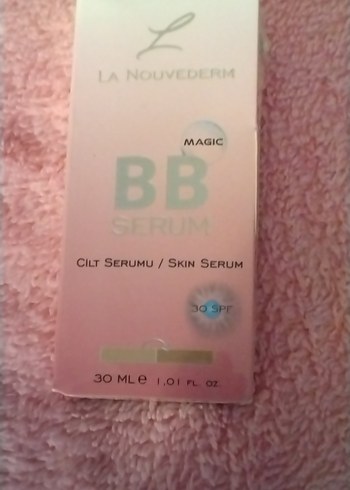 L
LA NOUVEDERM
MAGIC
BB
SERUM
CILT SERUMU / SKIN SERUM
30 SPF
30 ML℮ 1,01 FL. OZ.